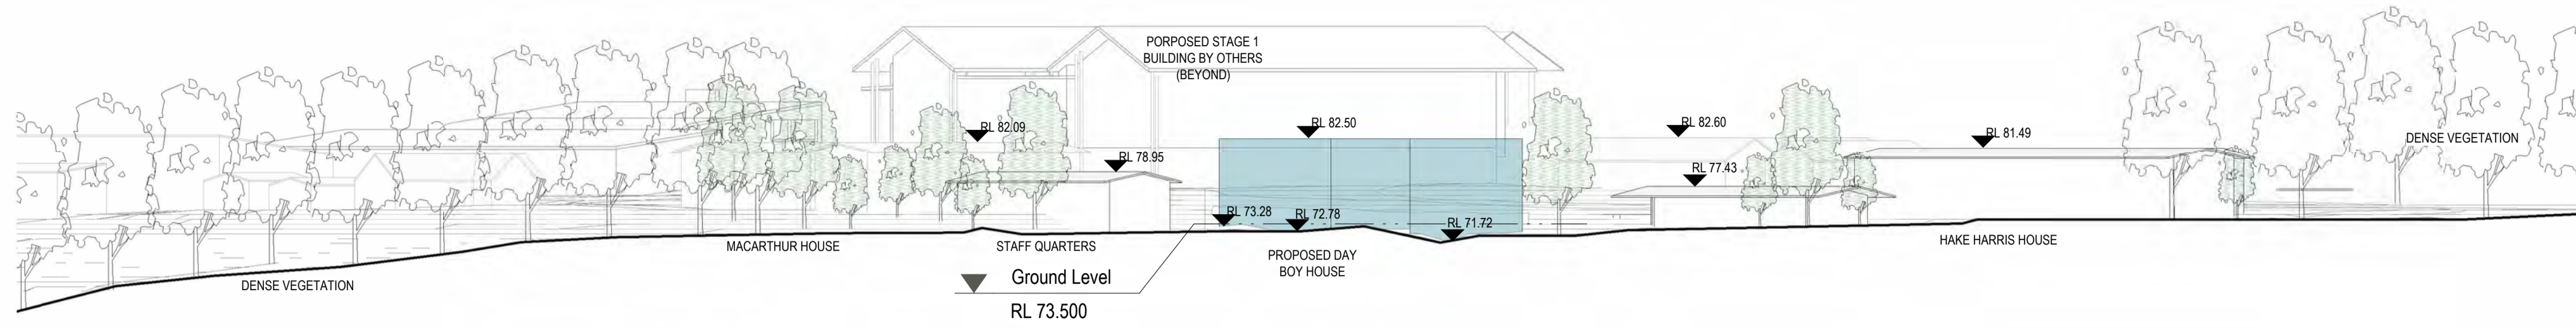 PORPOSED STAGE 1
BUILDING BY OTHERS
(BEYOND)
RL 82.09
RL 82.50
RL 82.60
RL 81.49
DENSE VEGETATION
RL 78.95
RL 77.43
RL 73.28
RL 72.78
RL 71.72
MACARTHUR HOUSE
STAFF QUARTERS
HAKE HARRIS HOUSE
PROPOSED DAY
BOY HOUSE
DENSE VEGETATION
Ground Level
RL 73.500